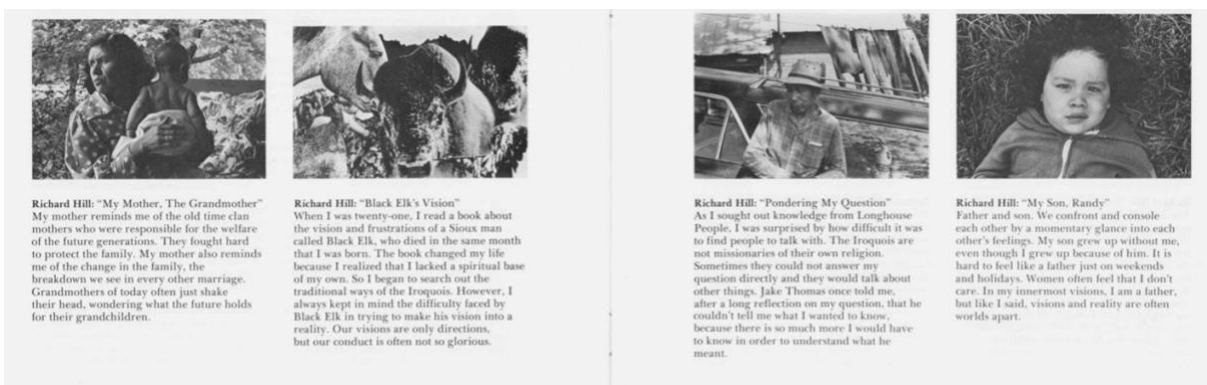 Richard Hill: “My Mother, The Grandmother”
My mother reminds me of the old time clan
mothers who were responsible for the welfare
of the future generations. They fought hard
to protect the family. My mother also reminds
me of the change in the family, the
breakdown we see in every other marriage.
Grandmothers of today often just shake
their head, wondering what the future holds
for their grandchildren.
Richard Hill: “Black Elk’s Vision”
When I was twenty-one, I read a book about
the vision and frustrations of a Sioux man
called Black Elk, who died in the same month
that I was born. The book changed my life
because I realized that I lacked a spiritual base
of my own. So I began to search out the
traditional ways of the Iroquois. However, I
always kept in mind the difficulty faced by
Black Elk in trying to make his vision into a
reality. Our visions are only directions,
but our conduct is often not so glorious.
Richard Hill: “Pondering My Question”
As I sought out knowledge from Longhouse
People, I was surprised by how difficult it was
to find people to talk with. The Iroquois are
not missionaries of their own religion.
Sometimes they could not answer my
question directly and they would talk about
other things. Jake Thomas once told me,
after a long reflection on my question, that he
couldn’t tell me what I wanted to know,
because there is so much more I would have
to know in order to understand what he
meant.
Richard Hill: “My Son, Randy”
Father and son. We confront and console
each other by a momentary glance into each
other’s feelings. My son grew up without me,
even though I grew up because of him. It is
hard to feel like a father just on weekends
and holidays. Women often feel that I don’t
care. In my innermost visions, I am a father,
but like I said, visions and reality are often
worlds apart.